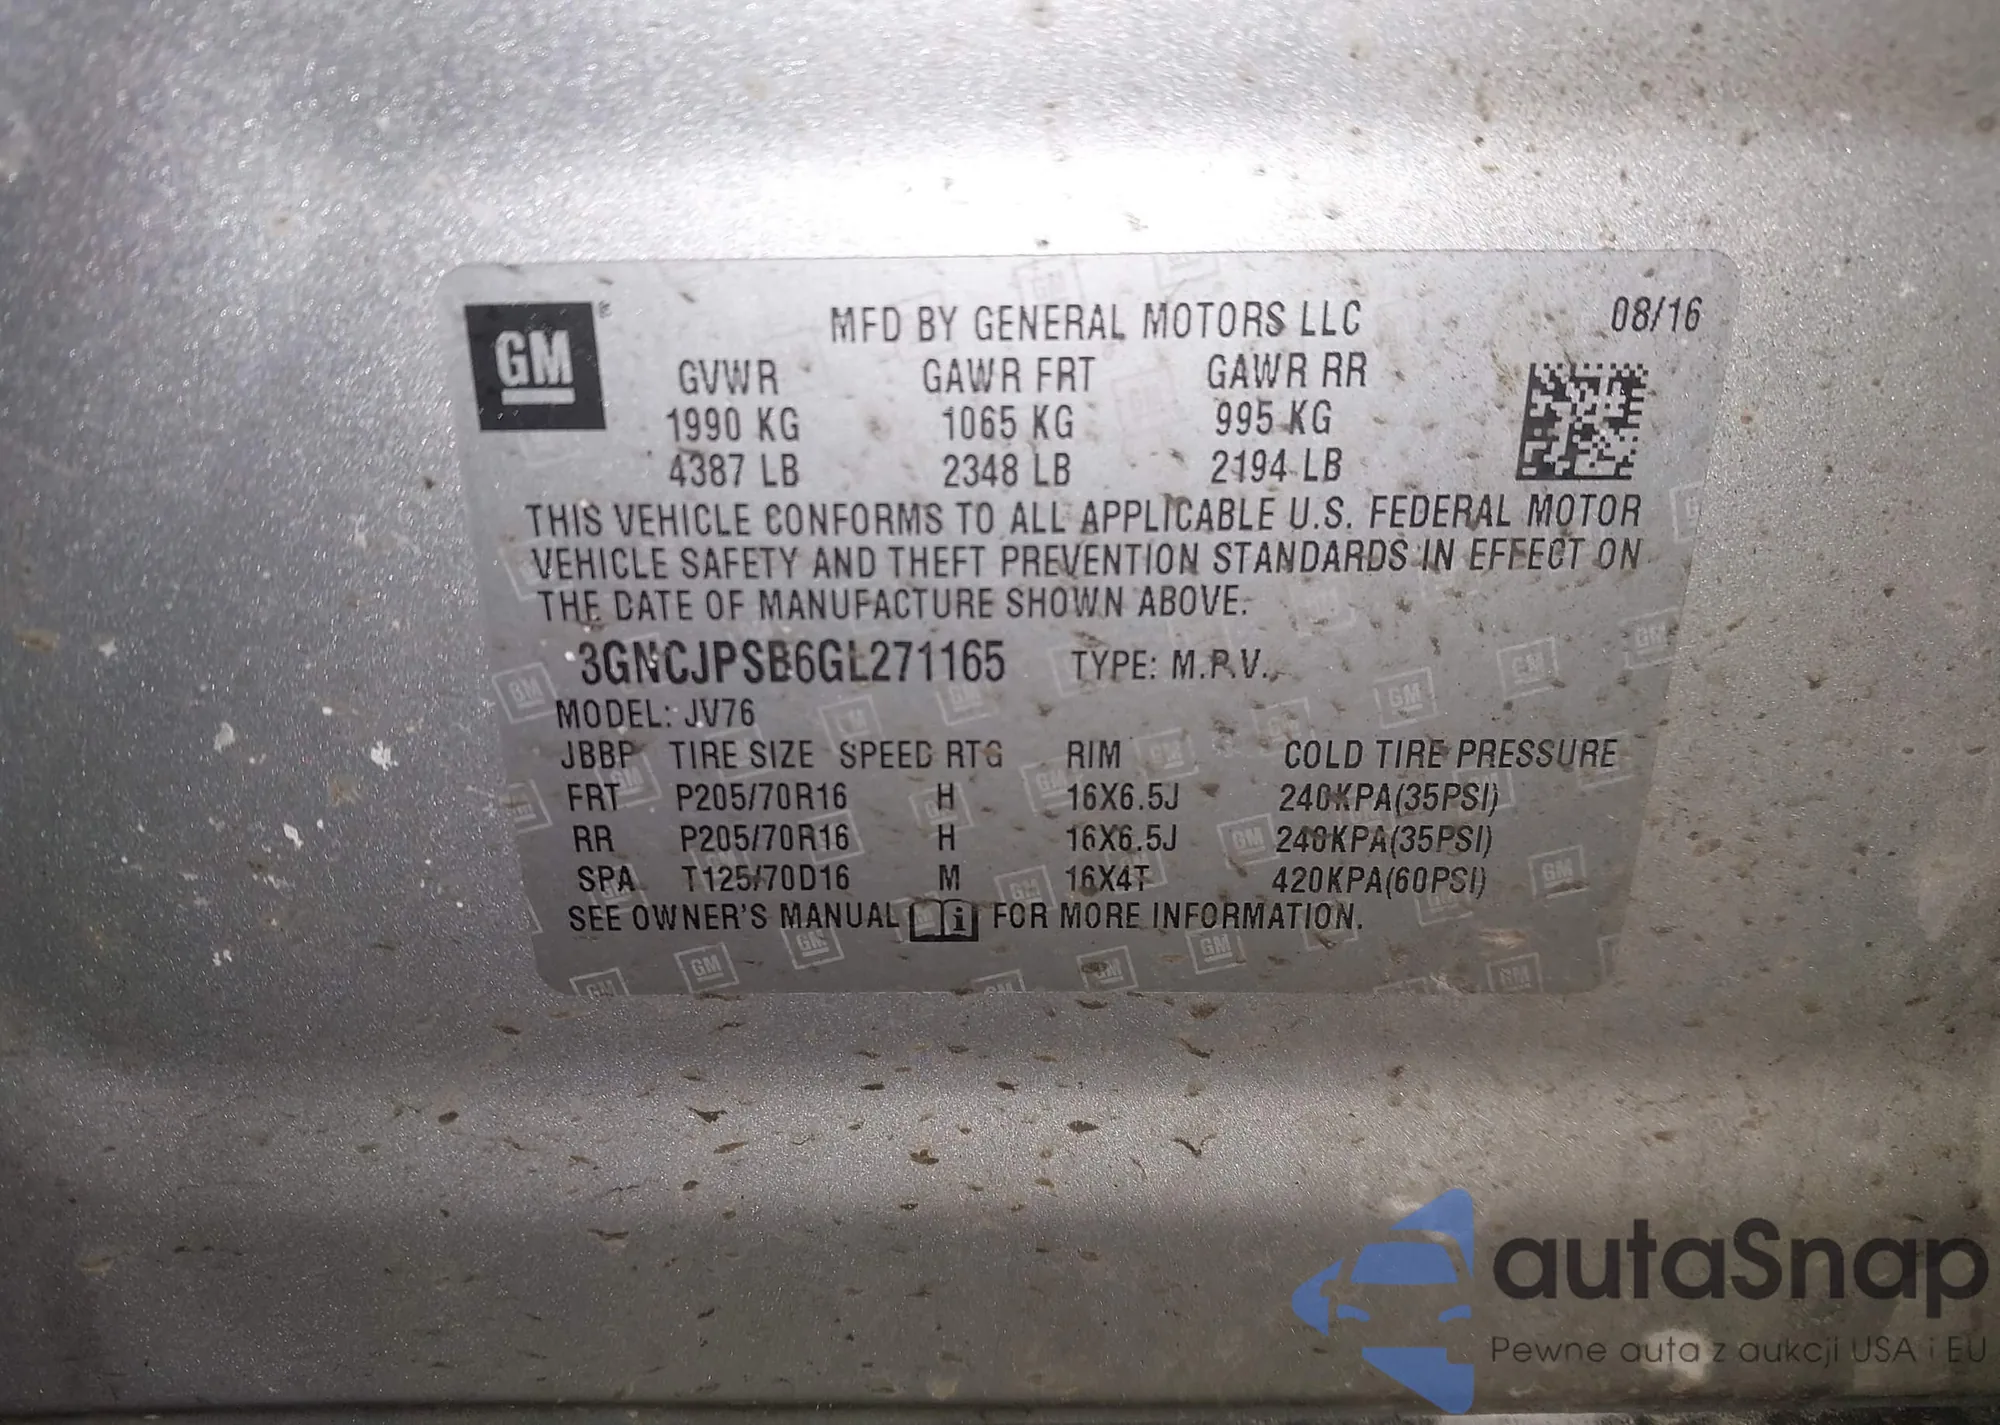 GM
MFD BY GENERAL MOTORS LLC 08/16
GVWR GAWR FRT GAWR RR
1990 KG 1065 KG 995 KG
4387 LB 2348 LB 2194 LB
THIS VEHICLE CONFORMS TO ALL APPLICABLE U.S. FEDERAL MOTOR
VEHICLE SAFETY AND THEFT PREVENTION STANDARDS IN EFFECT ON
THE DATE OF MANUFACTURE SHOWN ABOVE.
3GNCJPSB6GL271165 TYPE: M.P.V.
MODEL: JV76
JBBP TIRE SIZE SPEED RTG RIM COLD TIRE PRESSURE
FRT P205/70R16 H 16X6.5J 240KPA(35PSI)
RR P205/70R16 H 16X6.5J 240KPA(35PSI)
SPA T125/70D16 M 16X4T 420KPA(60PSI)
SEE OWNER'S MANUAL FOR MORE INFORMATION.
autaSnap
Pewne auta z aukcji USA i EU